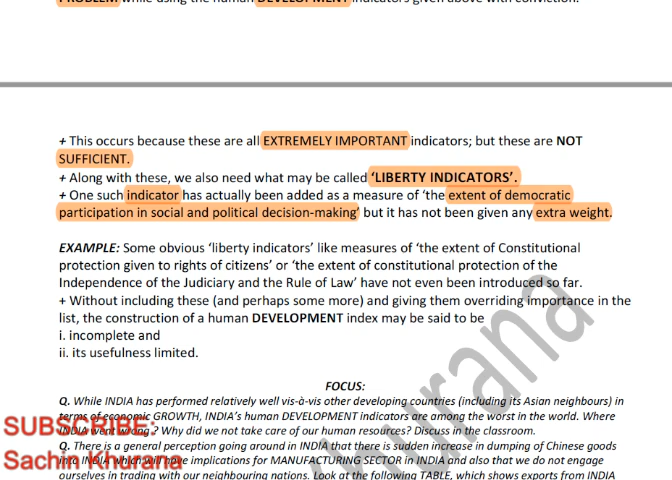 PROBLEM while using the human DEVELOPMENT indicators given above with conviction.
+ This occurs because these are all EXTREMELY IMPORTANT indicators; but these are NOT
SUFFICIENT.
+ Along with these, we also need what may be called ‘LIBERTY INDICATORS’.
+ One such indicator has actually been added as a measure of ‘the extent of democratic
participation in social and political decision-making’ but it has not been given any extra weight.
EXAMPLE: Some obvious ‘liberty indicators’ like measures of ‘the extent of Constitutional
protection given to rights of citizens’ or ‘the extent of constitutional protection of the
Independence of the Judiciary and the Rule of Law’ have not even been introduced so far.
+ Without including these (and perhaps some more) and giving them overriding importance in the
list, the construction of a human DEVELOPMENT index may be said to be
i. incomplete and
ii. its usefulness limited.
FOCUS:
Q. While INDIA has performed relatively well vis-à-vis other developing countries (including its Asian neighbours) in
terms of economic GROWTH, INDIA’s human DEVELOPMENT indicators are among the worst in the world. Where
INDIA went wrong? Why did we not take care of our human resources? Discuss in the classroom.
Q. There is a general perception going around in INDIA that there is sudden increase in dumping of Chinese goods
into INDIA which will have implications for MANUFACTURING SECTOR in INDIA and also that we do not engage
ourselves in trading with our neighbouring nations. Look at the following TABLE, which shows exports from INDIA
SUBSCRIBE:
Sachin Khurana
khurana